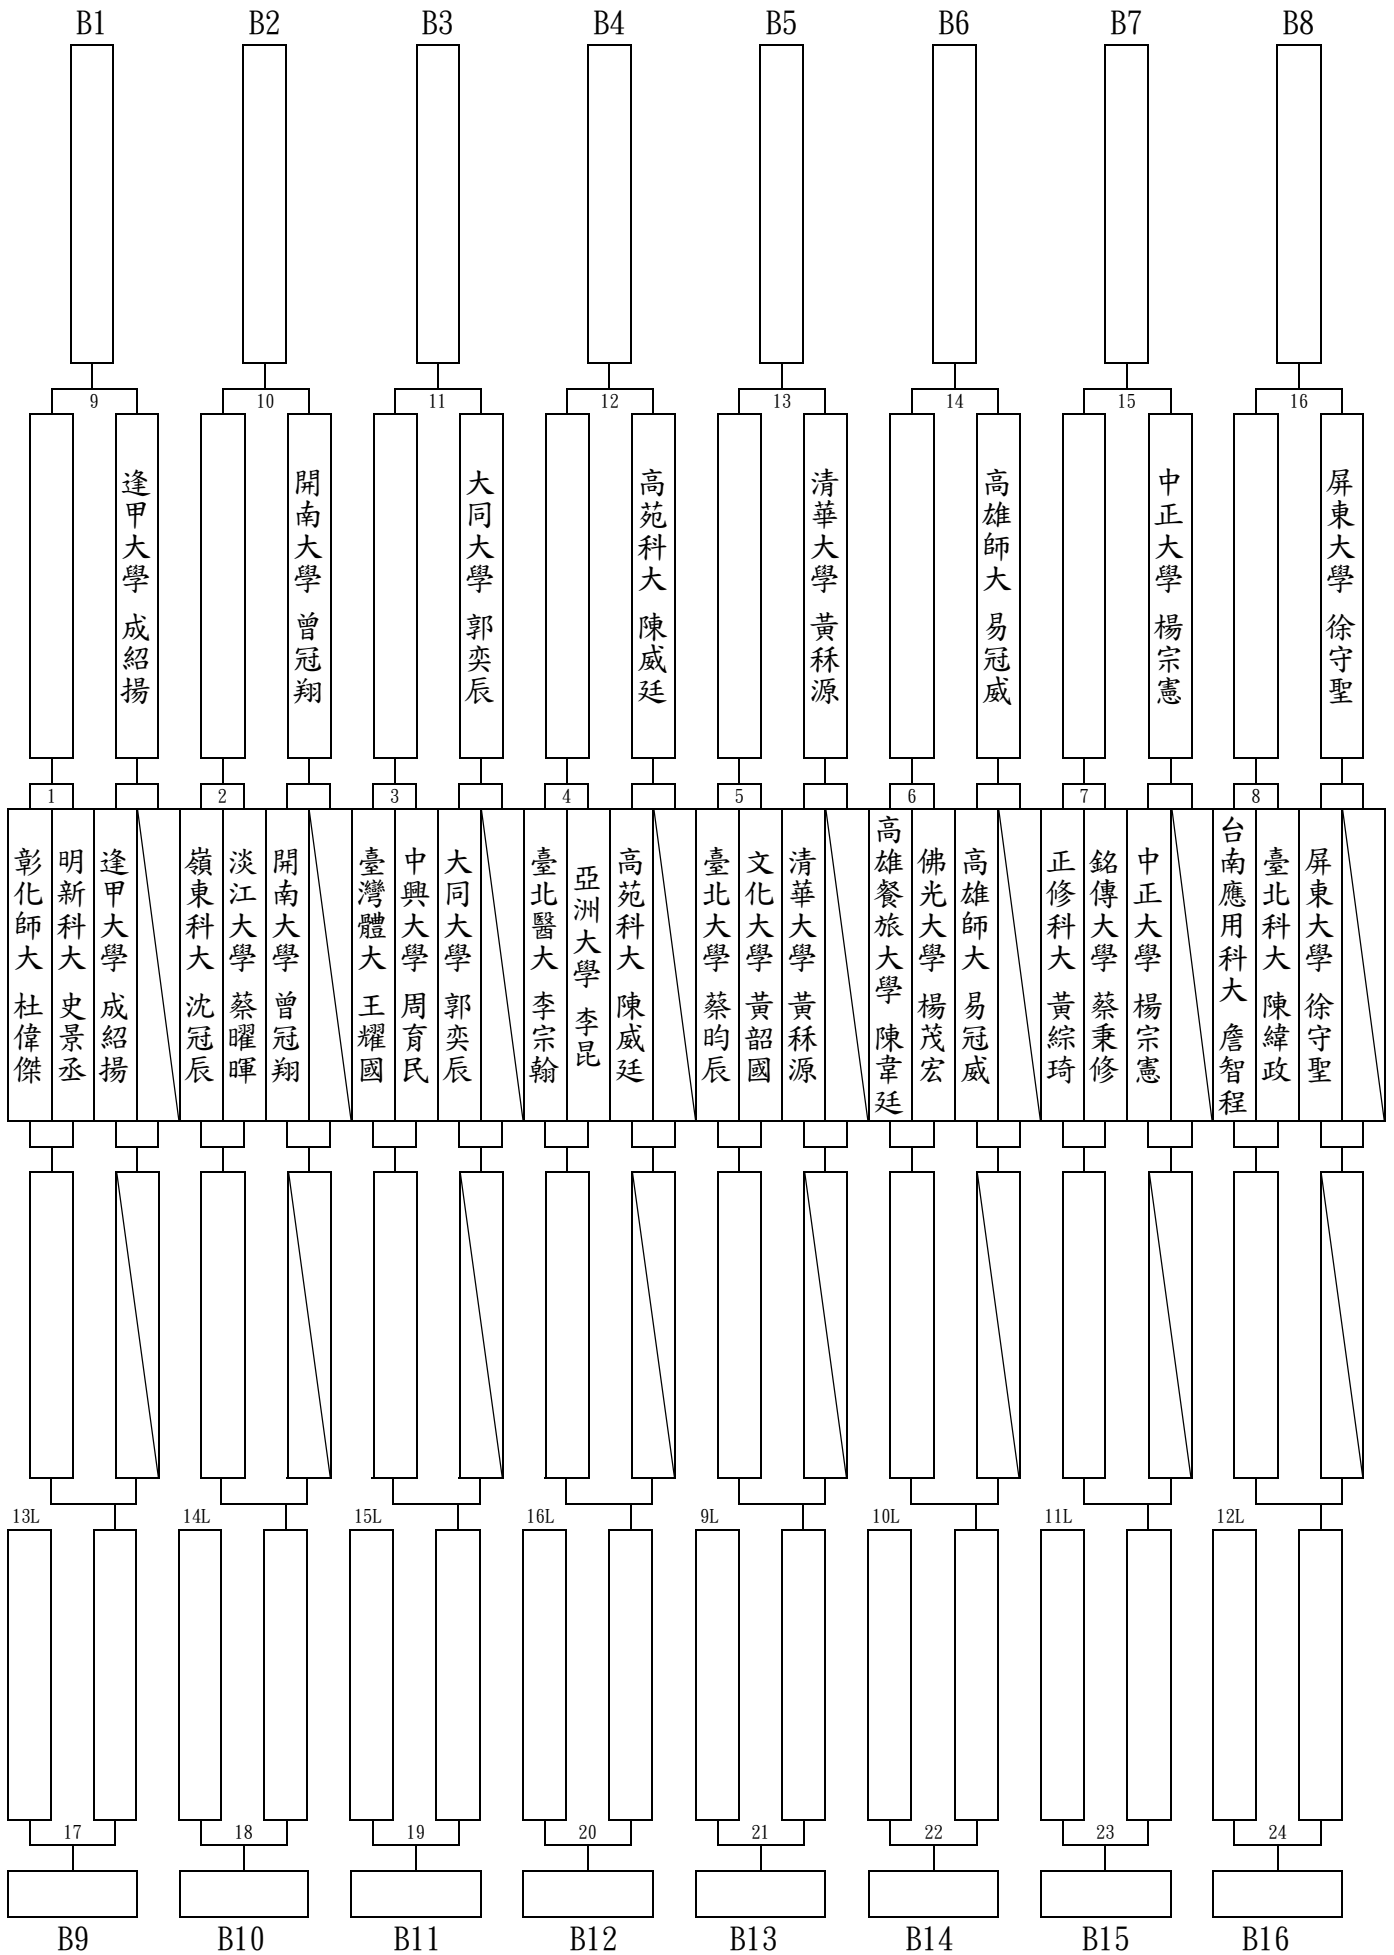 B1
B2
B3
B4
B5
B6
B7
B8
9
10
11
12
13
14
15
16
逢甲大學 成紹揚
開南大學 曾冠翔
大同大學 郭奕辰
高苑科大 陳威廷
清華大學 黃秝源
高雄師大 易冠威
中正大學 楊宗憲
屏東大學 徐守聖
1
2
3
4
5
6
7
8
彰化師大 杜偉傑
明新科大 史景丞
逢甲大學 成紹揚
嶺東科大 沈冠辰
淡江大學 蔡曜暉
開南大學 曾冠翔
臺灣體大 王耀國
中興大學 周育民
大同大學 郭奕辰
臺北醫大 李宗翰
亞洲大學 李昆
高苑科大 陳威廷
臺北大學 蔡昀辰
文化大學 黃韶國
清華大學 黃秝源
高雄餐旅大學 陳韋廷
佛光大學 楊茂宏
高雄師大 易冠威
正修科大 黃綜琦
銘傳大學 蔡秉修
中正大學 楊宗憲
台南應用科大 詹智程
臺北科大 陳緯政
屏東大學 徐守聖
13L
14L
15L
16L
9L
10L
11L
12L
17
18
19
20
21
22
23
24
B9
B10
B11
B12
B13
B14
B15
B16